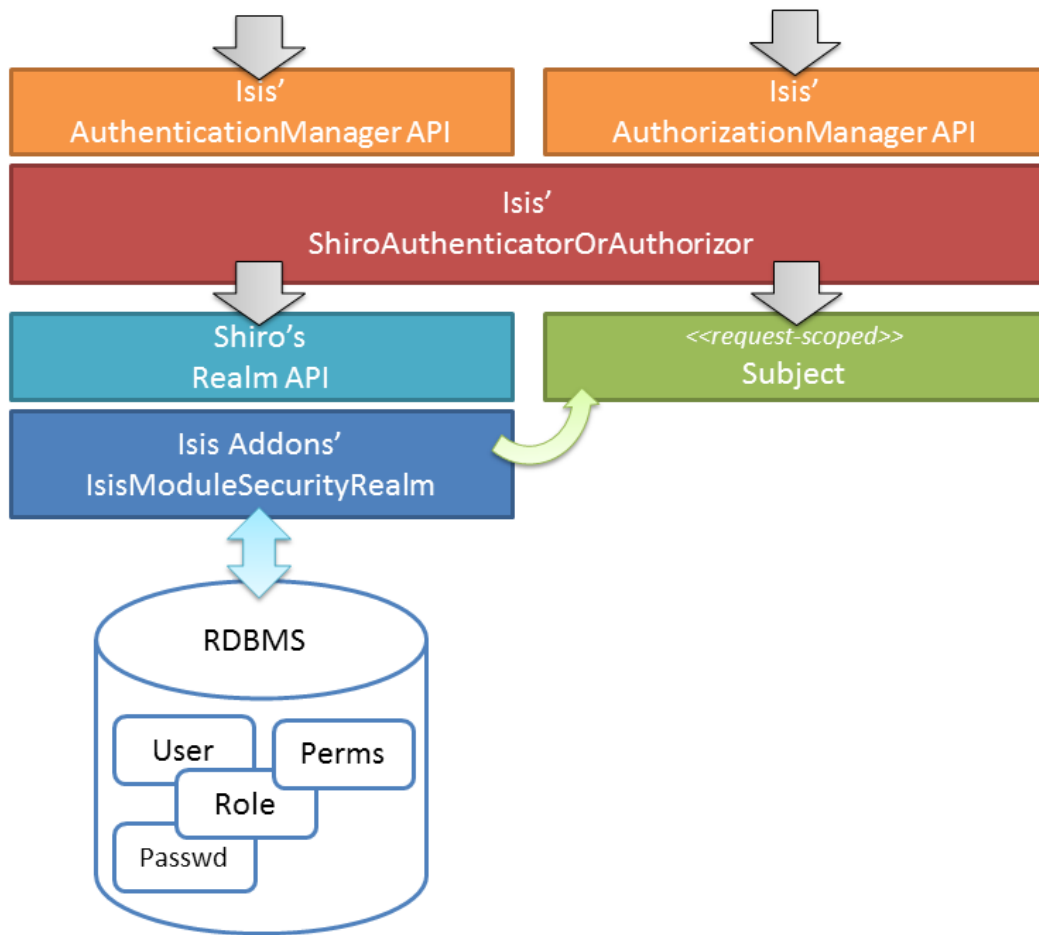 Isis’
AuthenticationManager API
Isis’
AuthorizationManager API
Isis’
ShiroAuthenticatorOrAuthorizor
Shiro’s
Realm API
<<request-scoped>>
Subject
Isis Addons’
IsisModuleSecurityRealm
RDBMS
User
Perms
Role
Passwd